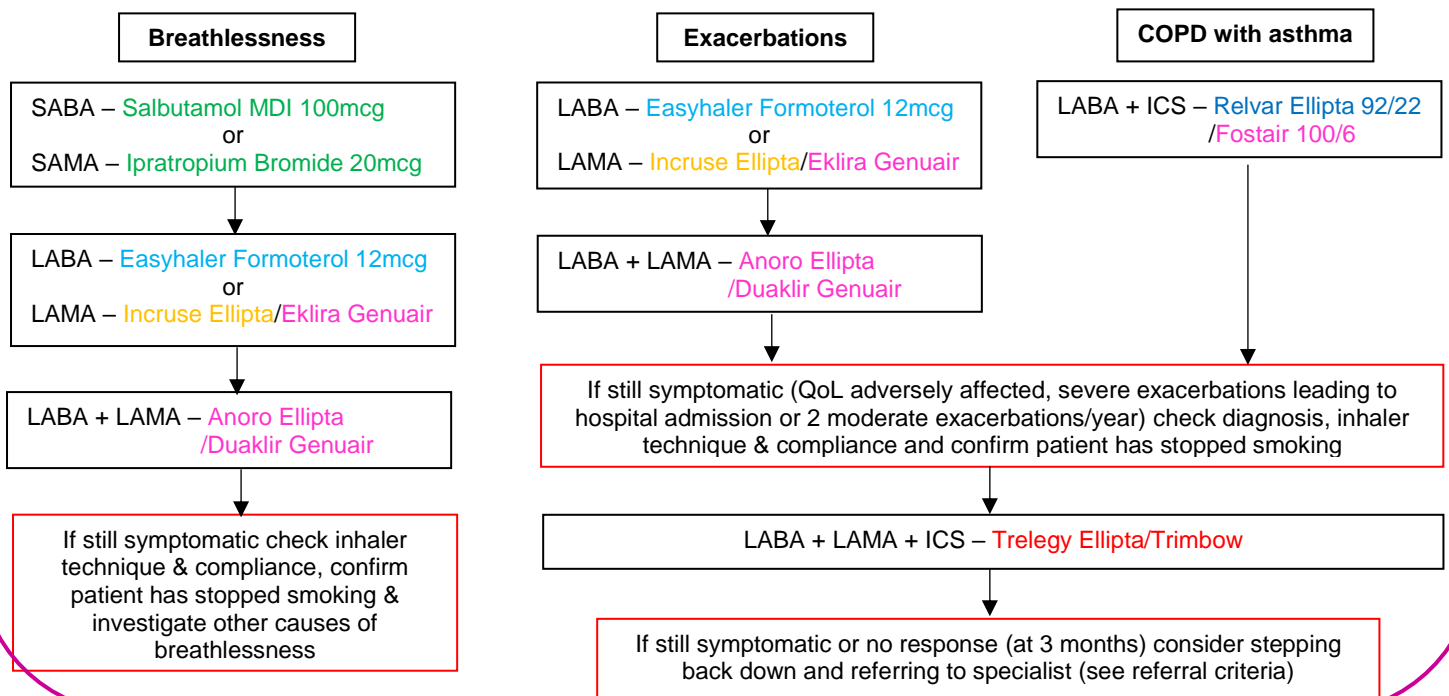 Breathlessness
SABA – Salbutamol MDI 100mcg
or
SAMA – Ipratropium Bromide 20mcg
LABA – Easyhaler Formoterol 12mcg
or
LAMA – Incruse Ellipta/Eklira Genuair
LABA + LAMA – Anoro Ellipta
/Duaklir Genuair
If still symptomatic check inhaler
technique & compliance, confirm
patient has stopped smoking &
investigate other causes of
breathlessness
Exacerbations
LABA – Easyhaler Formoterol 12mcg
or
LAMA – Incruse Ellipta/Eklira Genuair
LABA + LAMA – Anoro Ellipta
/Duaklir Genuair
COPD with asthma
LABA + ICS – Relvar Ellipta 92/22
/Fostair 100/6
If still symptomatic (QoL adversely affected, severe exacerbations leading to
hospital admission or 2 moderate exacerbations/year) check diagnosis, inhaler
technique & compliance and confirm patient has stopped smoking
LABA + LAMA + ICS – Trelegy Ellipta/Trimbow
If still symptomatic or no response (at 3 months) consider stepping
back down and referring to specialist (see referral criteria)